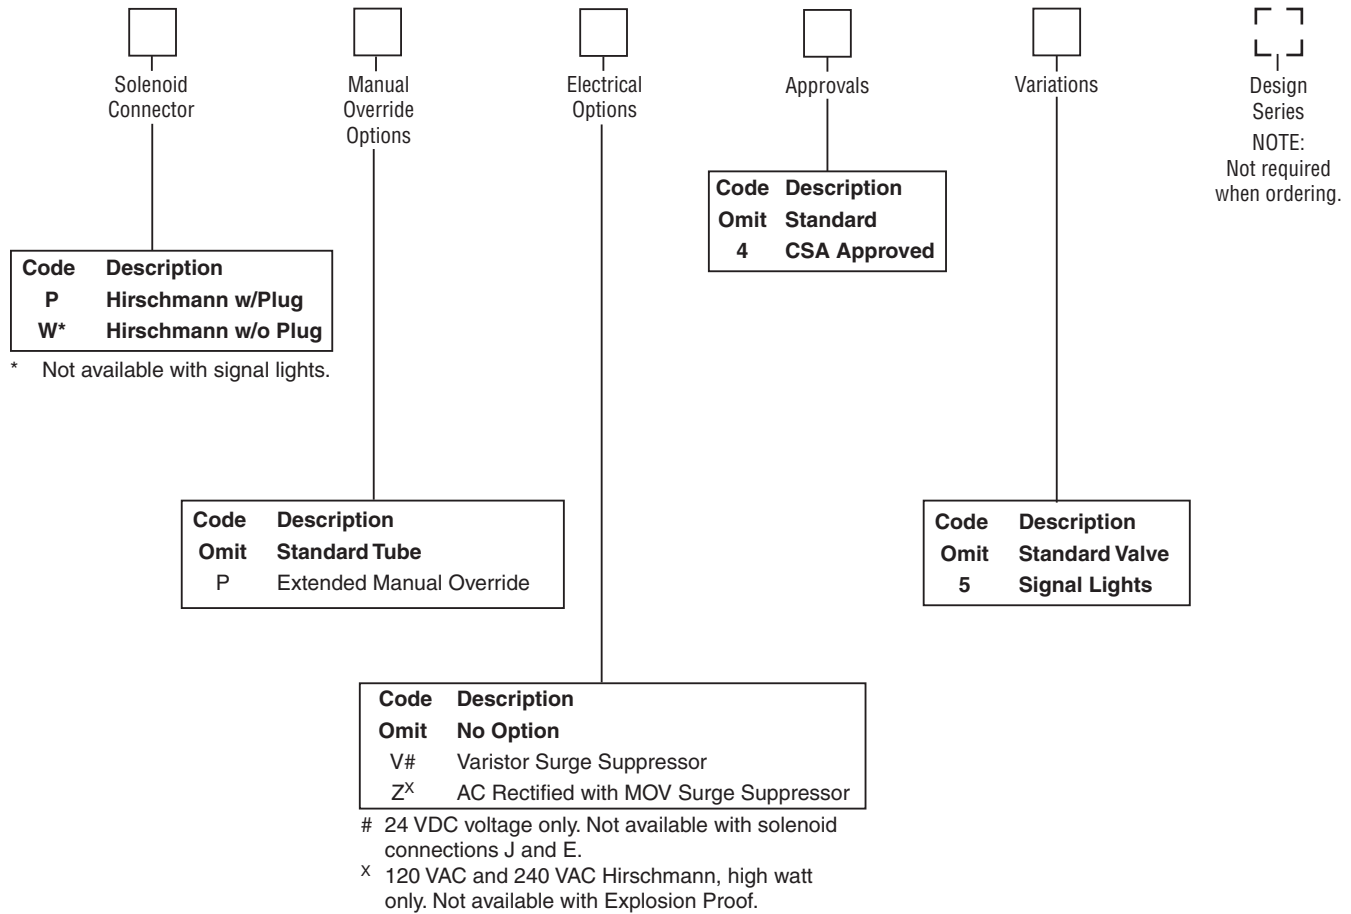 Solenoid
Connector
Manual
Override
Options
Electrical
Options
Approvals
Variations
Design
Series
NOTE:
Not required
when ordering.
Code Description
Omit Standard
4 CSA Approved
Code Description
P Hirschmann w/Plug
W* Hirschmann w/o Plug
* Not available with signal lights.
Code Description
Omit Standard Tube
P Extended Manual Override
Code Description
Omit Standard Valve
5 Signal Lights
Code Description
Omit No Option
V# Varistor Surge Suppressor
ZX AC Rectified with MOV Surge Suppressor
# 24 VDC voltage only. Not available with solenoid
connections J and E.
X 120 VAC and 240 VAC Hirschmann, high watt
only. Not available with Explosion Proof.